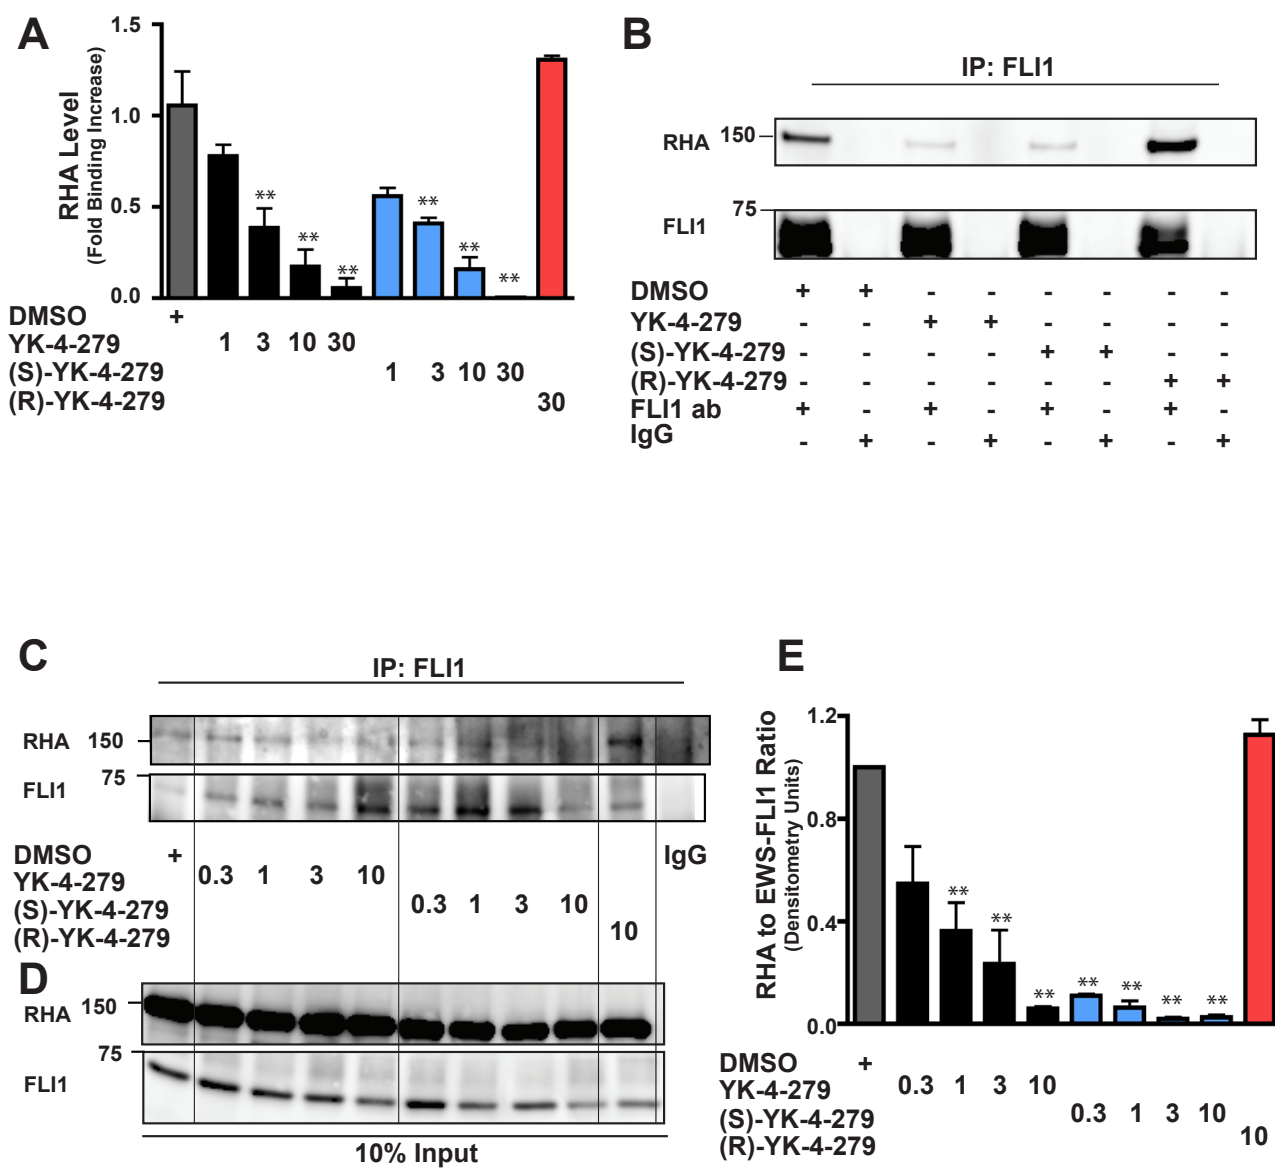 A
RHA Level
(Fold Binding Increase)
1.5
1.0
0.5
0.0
** ** ** ** ** **
DMSO +
YK-4-279 1 3 10 30
(S)-YK-4-279 1 3 10 30
(R)-YK-4-279 30
B
IP: FLI1
RHA 150
75
FLI1
DMSO + + - - - - - -
YK-4-279 - - + + - - - -
(S)-YK-4-279 - - - - + + - -
(R)-YK-4-279 - - - - - - + +
FLI1 ab + - + - + - + -
IgG - + - + - + - +
C
IP: FLI1
RHA 150
75
FLI1
DMSO + IgG
YK-4-279 0.3 1 3 10
(S)-YK-4-279 0.3 1 3 10
(R)-YK-4-279 10
D
RHA 150
75
FLI1
10% Input
E
RHA to EWS-FLI1 Ratio
(Densitometry Units)
1.2
0.8
0.4
0.0
** ** ** ** ** ** **
DMSO +
YK-4-279 0.3 1 3 10
(S)-YK-4-279 0.3 1 3 10
(R)-YK-4-279 10